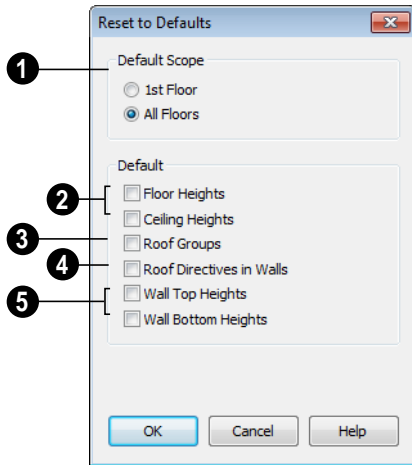 Reset to Defaults
Default Scope
1
1st Floor
All Floors
Default
2
Floor Heights
Ceiling Heights
3
Roof Groups
4
Roof Directives in Walls
5
Wall Top Heights
Wall Bottom Heights
OK Cancel Help